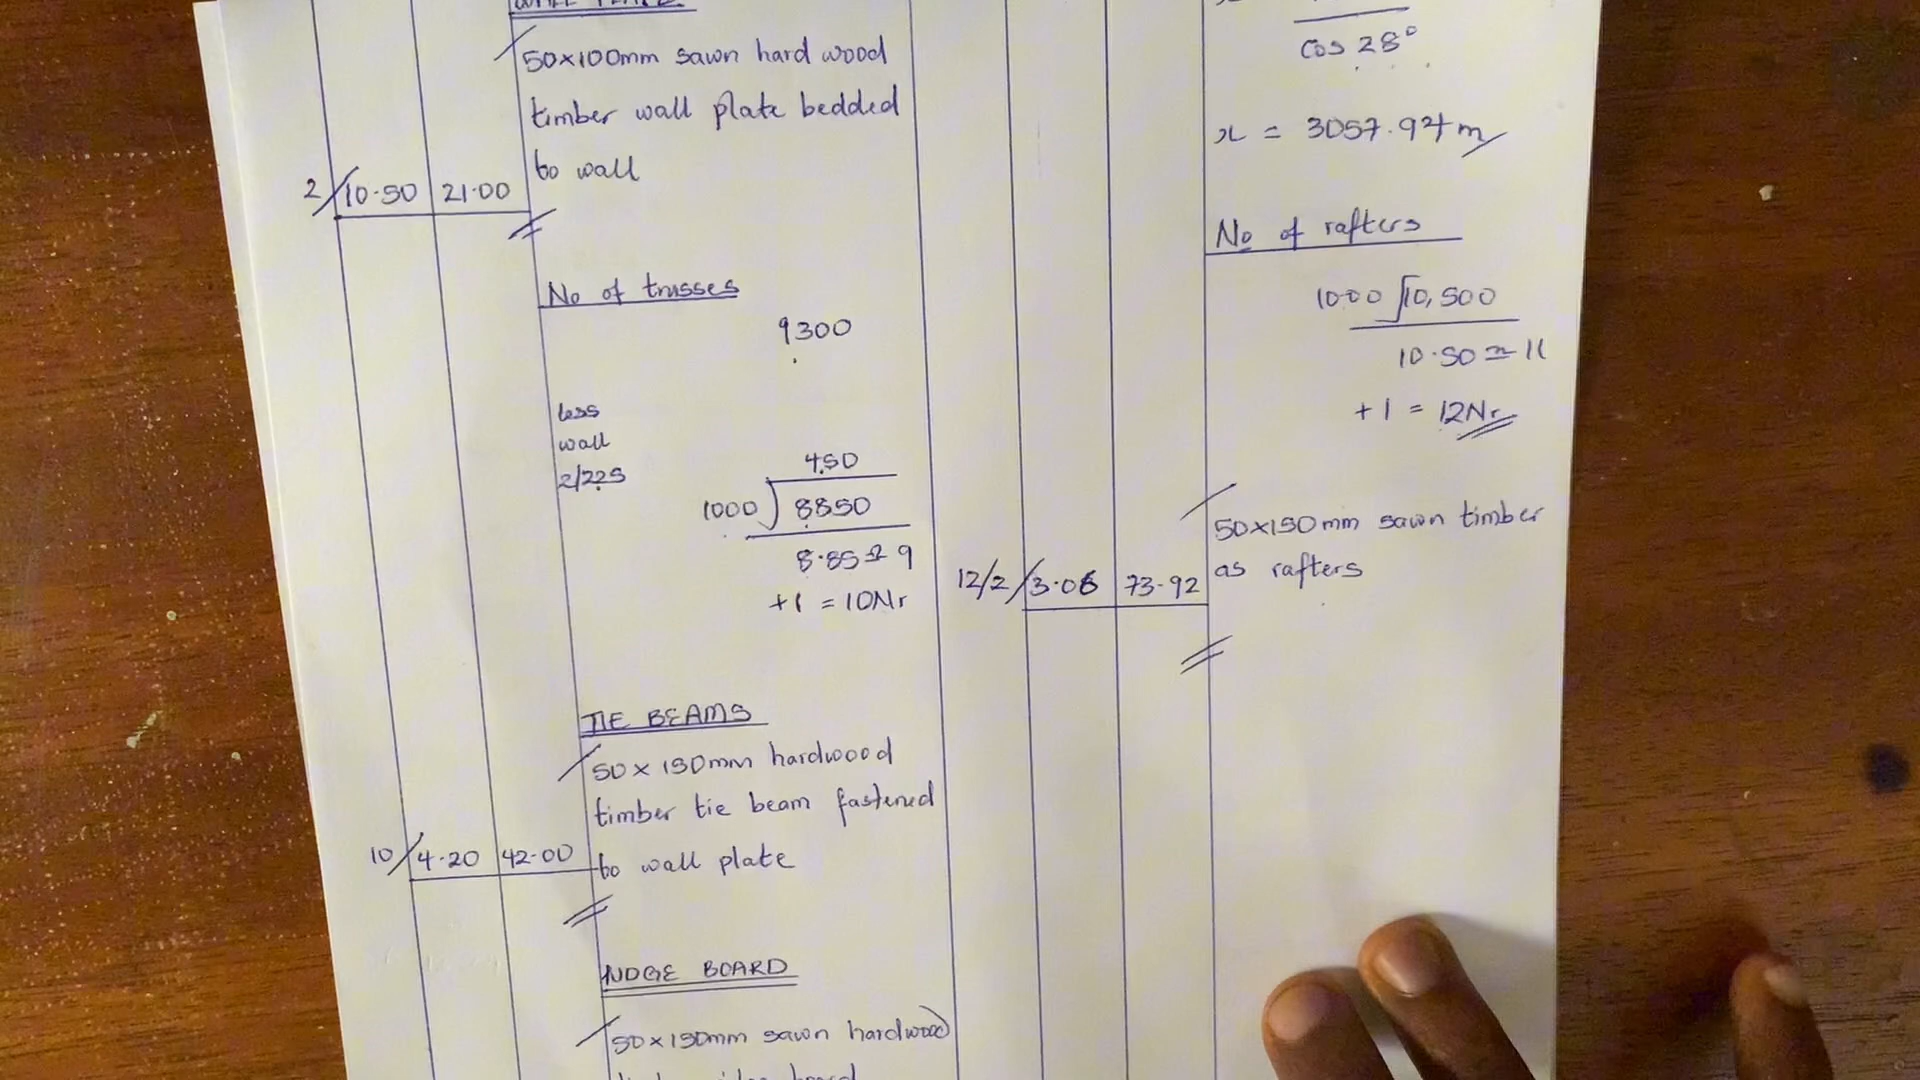 50x100mm sawn hard wood
timber wall plate bedded
to wall
2/10.50 21.00
No of trusses
9300
less
wall
2/225
450
1000 8850
8.85≃9
+1 = 10Nr
TIE BEAMS
50x150mm hardwood
timber tie beam fastened
10/4.20 42.00 to wall plate
BOARD
50x150mm sawn hardwood
cos 28°
x = 3057.94m
No of rafters
1000 10,500
10.50≃11
+1 = 12Nr
50x150mm sawn timber
as rafters
12/2/3.08 73.92